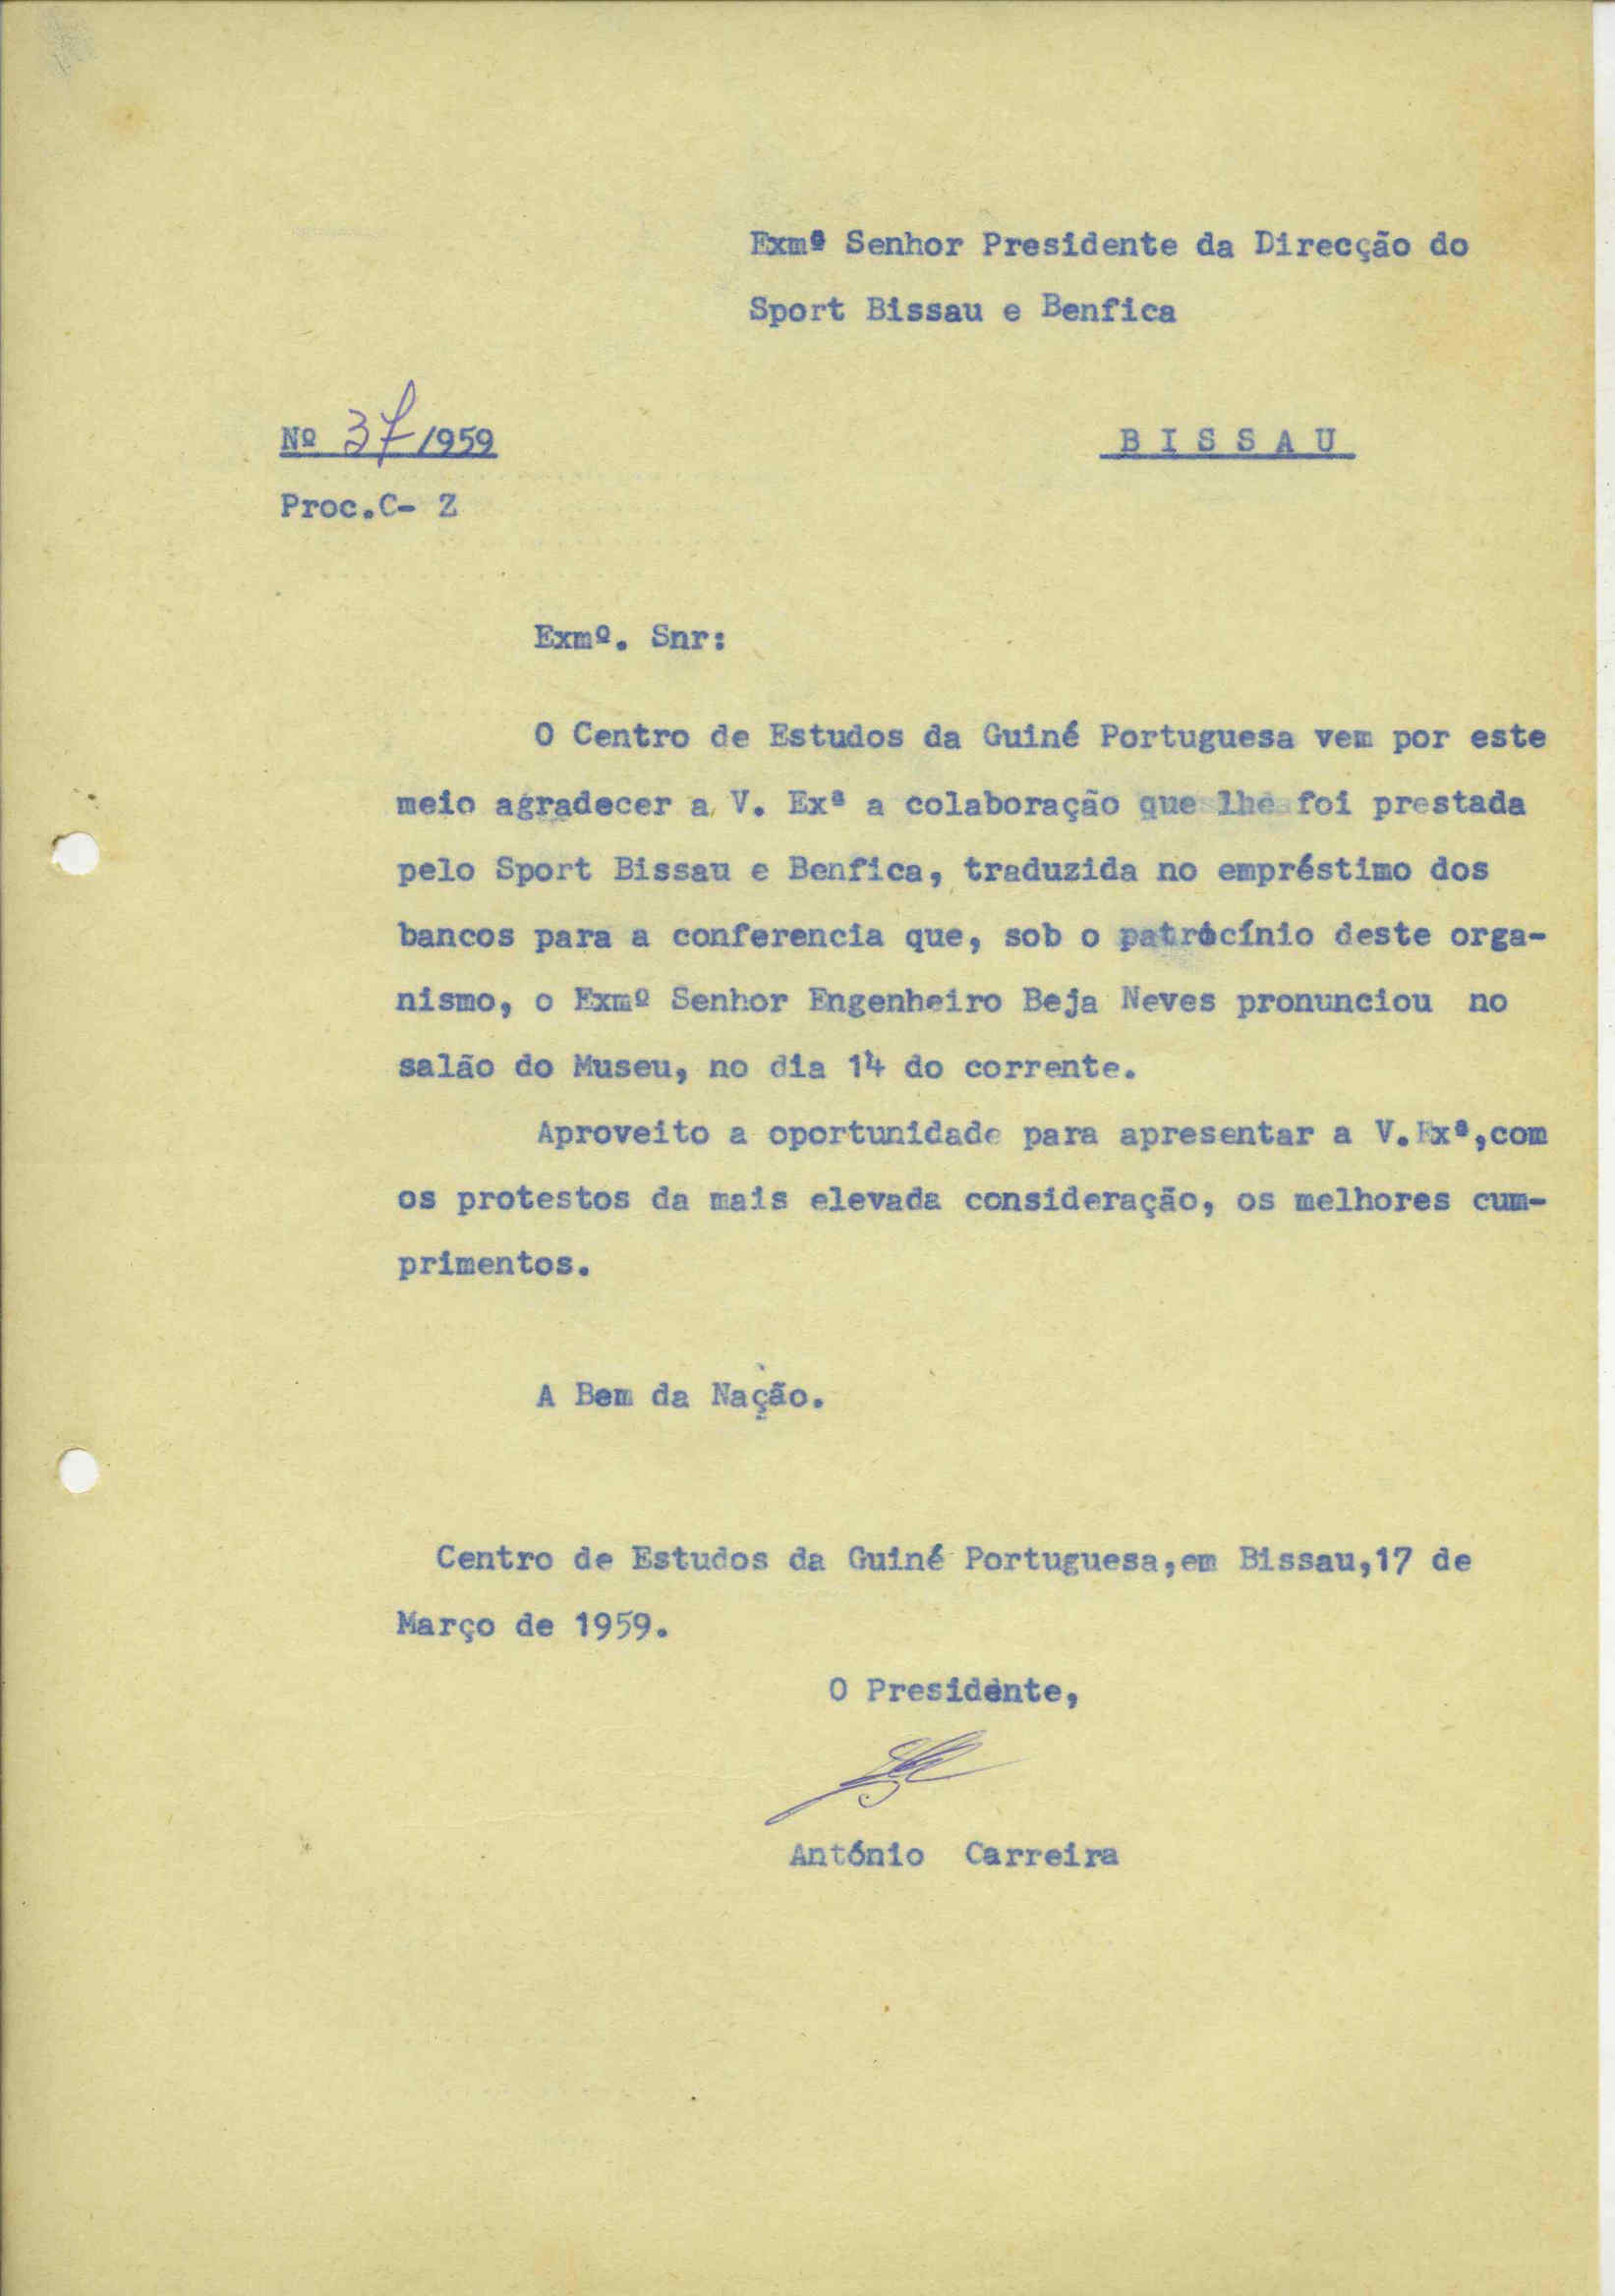 Exmº Senhor Presidente da Direcção do
Sport Bissau e Benfica
Nº 37/959
B I S S A U
Proc.C- Z
Exmº. Snr:
O Centro de Estudos da Guiné Portuguesa vem por este
meio agradecer a V. Exª a colaboração que lhe foi prestada
pelo Sport Bissau e Benfica, traduzida no empréstimo dos
bancos para a conferencia que, sob o patrocínio deste orga-
nismo, o Exmº Senhor Engenheiro Beja Neves pronunciou no
salão do Museu, no dia 14 do corrente.
Aproveito a oportunidade para apresentar a V.Exª,com
os protestos da mais elevada consideração, os melhores cum-
primentos.
A Bem da Nação.
Centro de Estudos da Guiné Portuguesa,em Bissau,17 de
Março de 1959.
O Presidente,
António Carreira